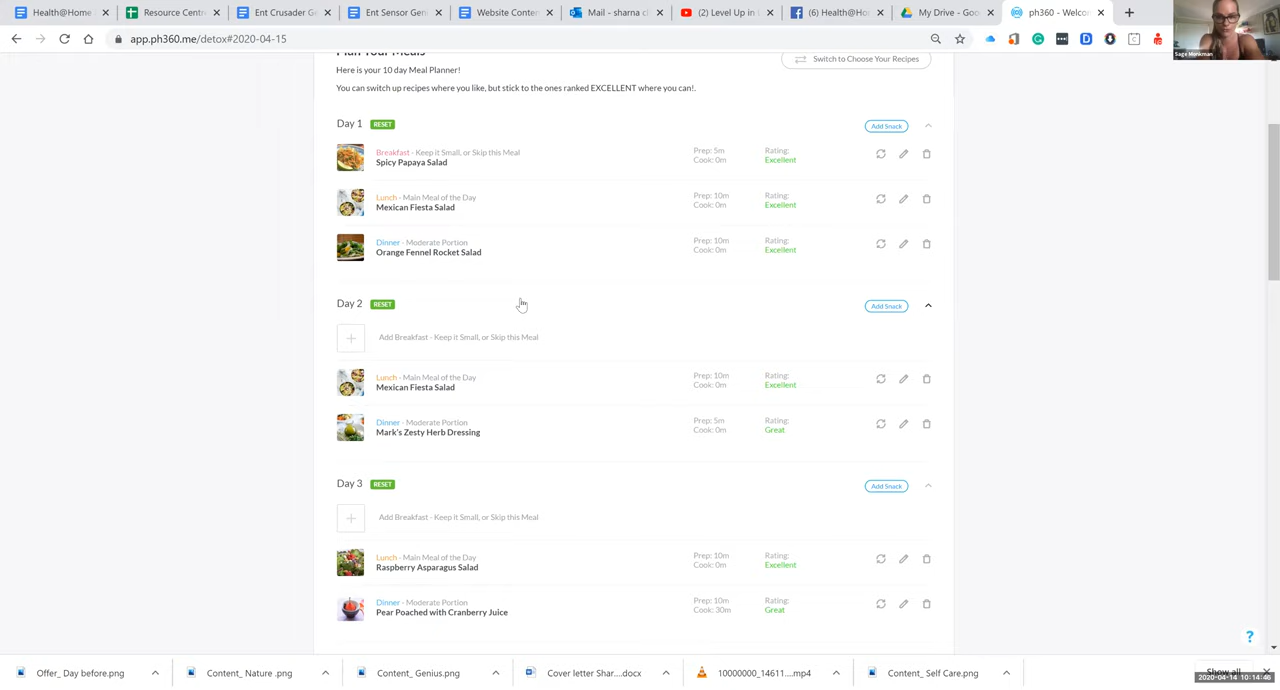 Health@Home
Resource Centr
Ent Crusader Ge
Ent Sensor Gen
Website Conten
Mail - sharna c
(2) Level Up in
(6) Health@Hom
My Drive - Goo
ph360 - Welcom
app.ph360.me/detox#2020-04-15
Sage Monkman
Plan Your Meals
Switch to Choose Your Recipes
Here is your 10 day Meal Planner!
You can switch up recipes where you like, but stick to the ones ranked EXCELLENT where you can!.
Day 1 RESET Add Snack
Breakfast - Keep it Small, or Skip this Meal Prep: 5m Rating:
Spicy Papaya Salad Cook: 0m Excellent
Lunch - Main Meal of the Day Prep: 10m Rating:
Mexican Fiesta Salad Cook: 0m Excellent
Dinner - Moderate Portion Prep: 10m Rating:
Orange Fennel Rocket Salad Cook: 0m Excellent
Day 2 RESET Add Snack
Add Breakfast - Keep it Small, or Skip this Meal
Lunch - Main Meal of the Day Prep: 10m Rating:
Mexican Fiesta Salad Cook: 0m Excellent
Dinner - Moderate Portion Prep: 5m Rating:
Mark's Zesty Herb Dressing Cook: 0m Great
Day 3 RESET Add Snack
Add Breakfast - Keep it Small, or Skip this Meal
Lunch - Main Meal of the Day Prep: 10m Rating:
Raspberry Asparagus Salad Cook: 0m Excellent
Dinner - Moderate Portion Prep: 10m Rating:
Pear Poached with Cranberry Juice Cook: 30m Great
?
Offer_ Day before.png
Content_ Nature .png
Content_ Genius.png
Cover letter Shar....docx
10000000_14611....mp4
Content_ Self Care.png
Show all
2020-04-14 10:14:46